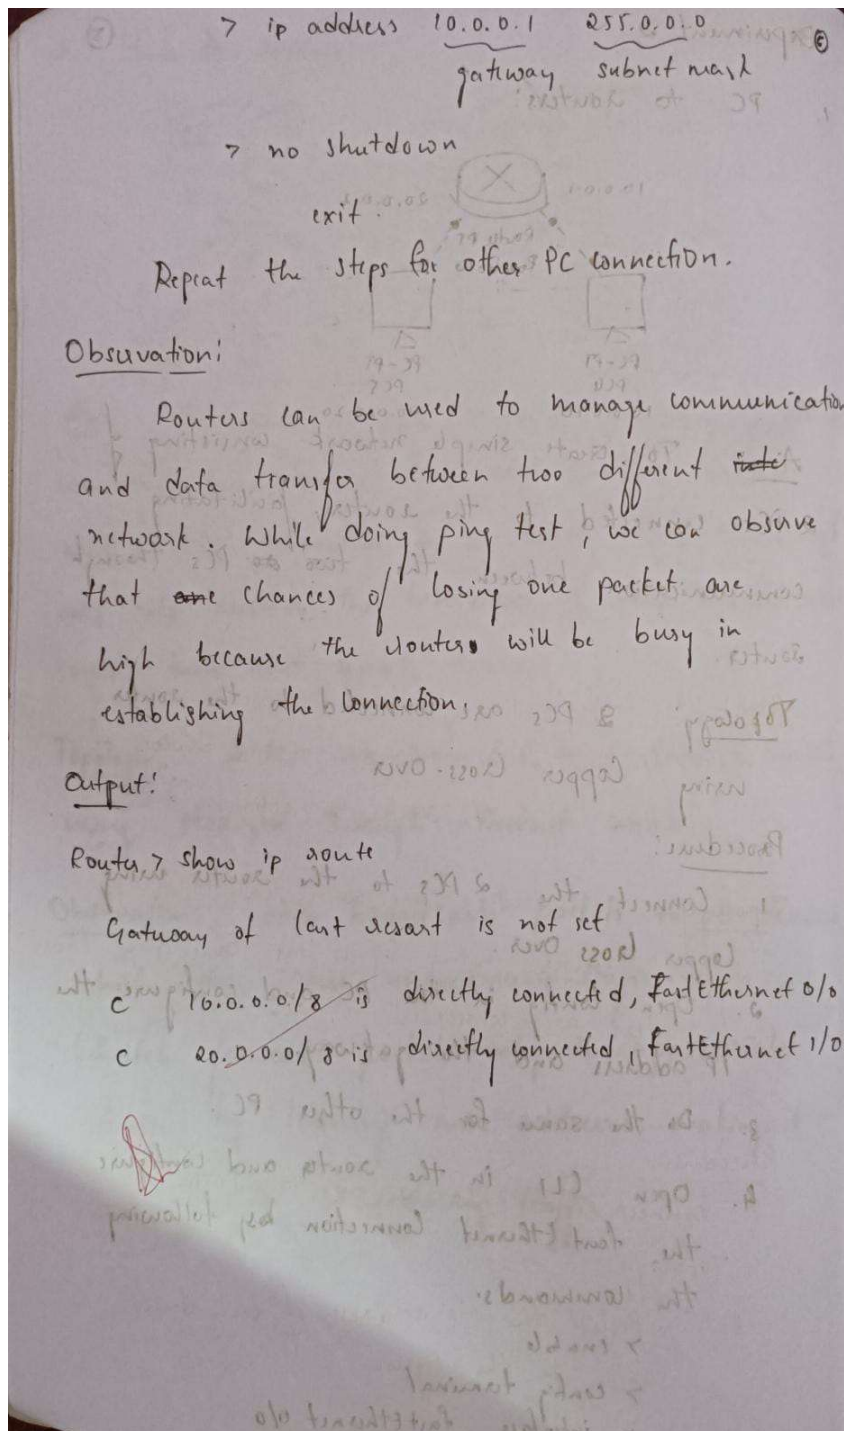 > ip address 10.0.0.1 255.0.0.0
gateway subnet mask
> no shutdown
exit.
Repeat the steps for other PC connection.
Observation:
Routers can be used to manage communication
and data transfer between two different
network. While doing ping test, we can observe
that chances of losing one packet are
high because the router will be busy in
establishing the connection.
Output:
Router > show ip route
Gateway of last resort is not set
C 10.0.0.0/8 is directly connected, FastEthernet 0/0
C 20.0.0.0/8 is directly connected, FastEthernet 1/0